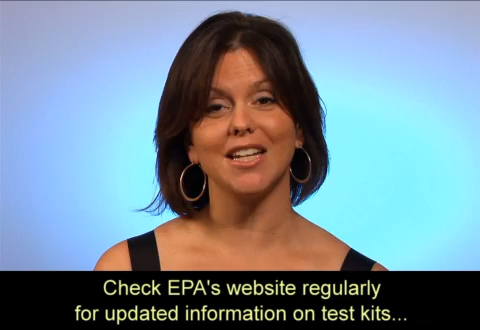 Check EPA's website regularly
for updated information on test kits...